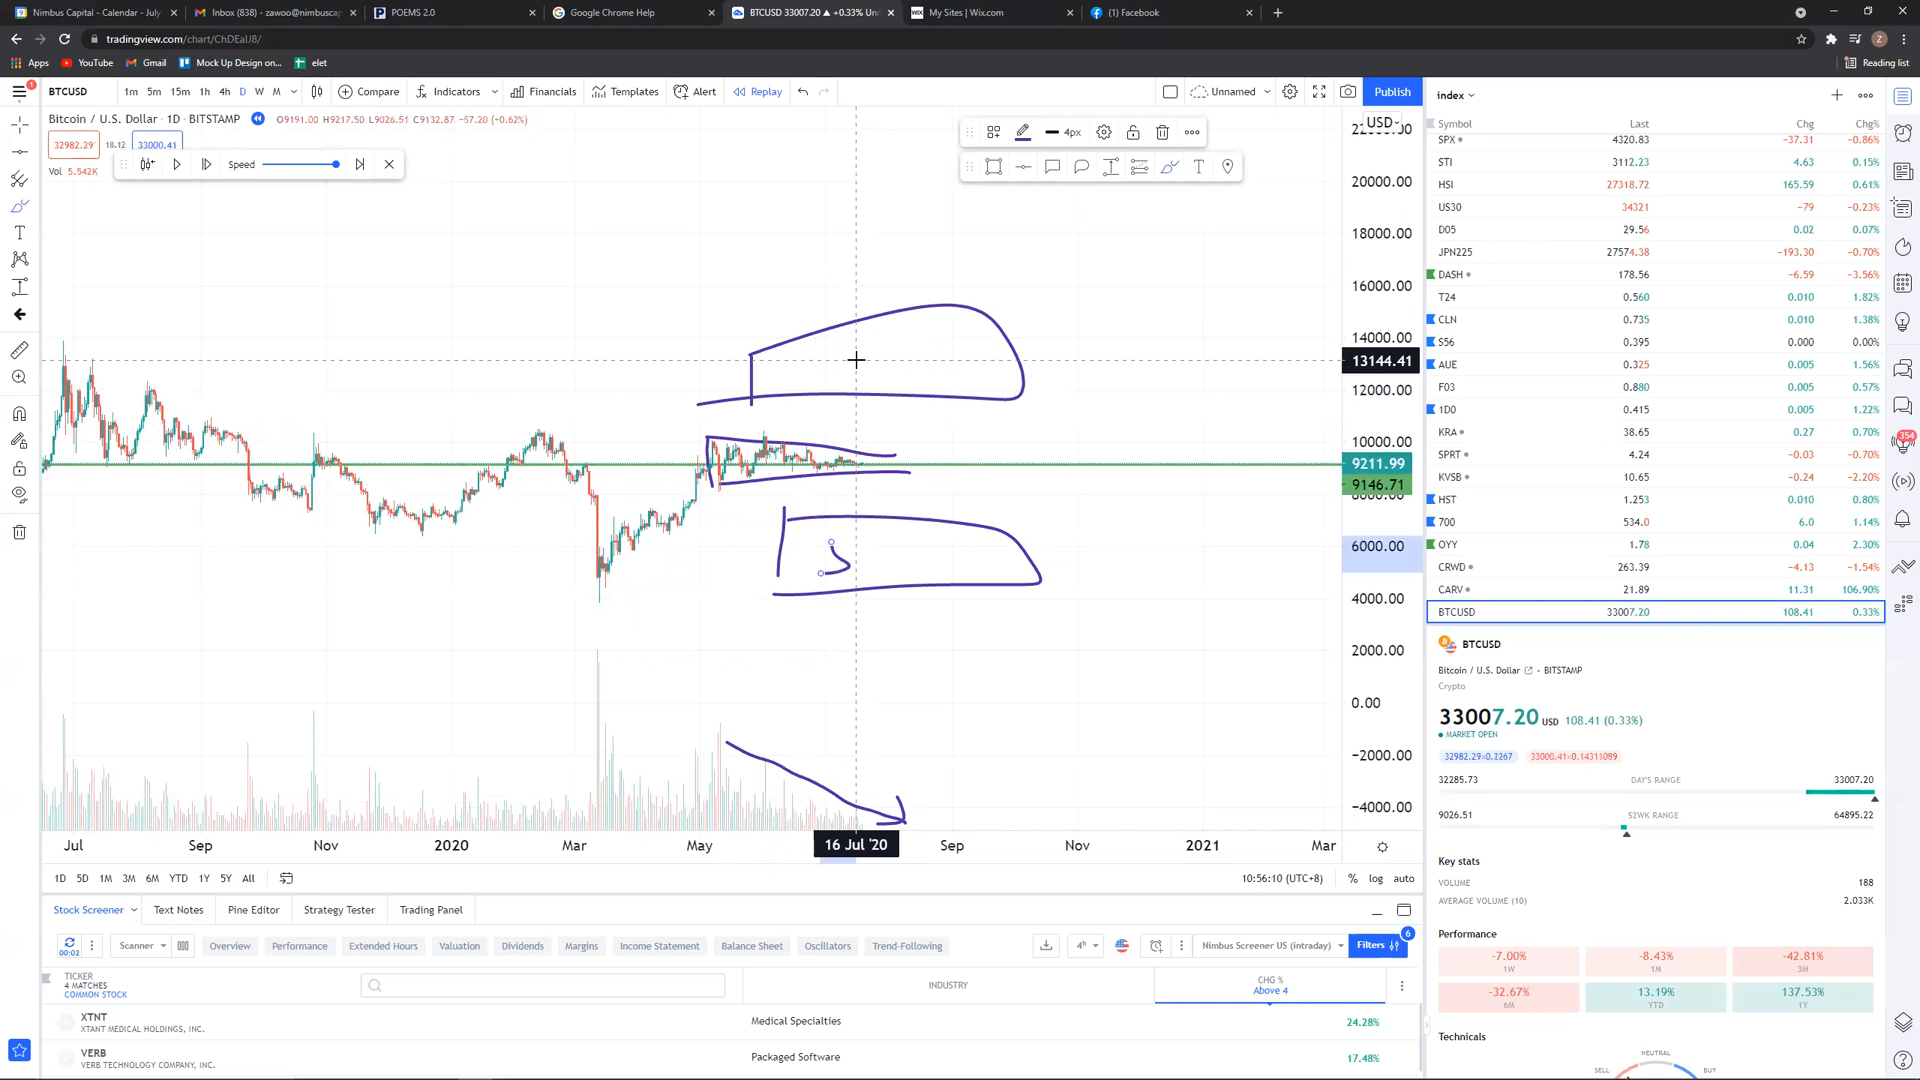 Nimbus Capital - Calendar - July
Inbox (838) - zawoo@nimbuscap
POEMS 2.0
Google Chrome Help
BTCUSD 33007.20 ▲ +0.33% Unn
My Sites | Wix.com
(1) Facebook
tradingview.com/chart/ChDEalJ8/
Apps YouTube Gmail Mock Up Design on... elet Reading list
BTCUSD 1m 5m 15m 1h 4h D W M Compare Indicators Financials Templates Alert Replay Unnamed Publish
Bitcoin / U.S. Dollar · 1D · BITSTAMP O9191.00 H9217.50 L9026.51 C9132.87 −57.20 (−0.62%)
32982.29 18.12 33000.41
Vol 5.542K
Speed
4px
USD
20000.00
18000.00
16000.00
14000.00
13144.41
12000.00
10000.00
9211.99
9146.71
8000.00
6000.00
4000.00
2000.00
0.00
−2000.00
−4000.00
S
Jul Sep Nov 2020 Mar May 16 Jul '20 Sep Nov 2021 Mar
1D 5D 1M 3M 6M YTD 1Y 5Y All 10:56:10 (UTC+8) % log auto
Stock Screener Text Notes Pine Editor Strategy Tester Trading Panel
00:02 Scanner Overview Performance Extended Hours Valuation Dividends Margins Income Statement Balance Sheet Oscillators Trend-Following 4h Nimbus Screener US (intraday) Filters 6
TICKER
4 MATCHES
COMMON STOCK
INDUSTRY
CHG %
Above 4
XTNT
XTANT MEDICAL HOLDINGS, INC.
Medical Specialties
24.28%
VERB
VERB TECHNOLOGY COMPANY, INC.
Packaged Software
17.48%
index
Symbol Last Chg Chg%
SPX 4320.83 −37.31 −0.86%
STI 3112.23 4.63 0.15%
HSI 27318.72 165.59 0.61%
US30 34321 −79 −0.23%
D05 29.56 0.02 0.07%
JPN225 27574.38 −193.30 −0.70%
DASH 178.56 −6.59 −3.56%
T24 0.560 0.010 1.82%
CLN 0.735 0.010 1.38%
S56 0.395 0.000 0.00%
AUE 0.325 0.005 1.56%
F03 0.880 0.005 0.57%
1D0 0.415 0.005 1.22%
KRA 38.65 0.27 0.70%
SPRT 4.24 −0.03 −0.70%
KVSB 10.65 −0.24 −2.20%
HST 1.253 0.010 0.80%
700 534.0 6.0 1.14%
OYY 1.78 0.04 2.30%
CRWD 263.39 −4.13 −1.54%
CARV 21.89 11.31 106.90%
BTCUSD 33007.20 108.41 0.33%
BTCUSD
Bitcoin / U.S. Dollar • BITSTAMP
Crypto
33007.20 USD 108.41 (0.33%)
MARKET OPEN
32982.29×0.2267 33000.41×0.14311089
32285.73 DAY'S RANGE 33007.20
9026.51 52WK RANGE 64895.22
Key stats
VOLUME 188
AVERAGE VOLUME (10) 2.033K
Performance
-7.00% -8.43% -42.81%
1W 1M 3M
-32.67% 13.19% 137.53%
6M YTD 1Y
Technicals
NEUTRAL
SELL BUY
354